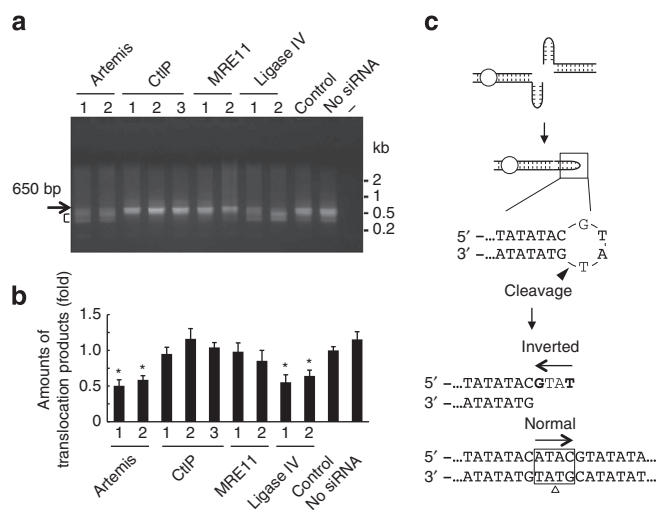 a
Artemis CtIP MRE11 Ligase IV Control No siRNA –
1 2 1 2 3 1 2 1 2
kb
650 bp
2
1
0.5
0.2
b
Amounts of
translocation products (fold)
1.5
1.0
0.5
0
* * * *
1 2 1 2 3 1 2 1 2
Artemis CtIP MRE11 Ligase IV Control No siRNA
c
G
5′ –...TATATAC T
3′ –...ATATATG A
T
Cleavage
Inverted
5′ –...TATATACGTAT
3′ –...ATATATG
Normal
5′ –...TATATACATACGTATATA...
3′ –...ATATATGTATGCATATAT...